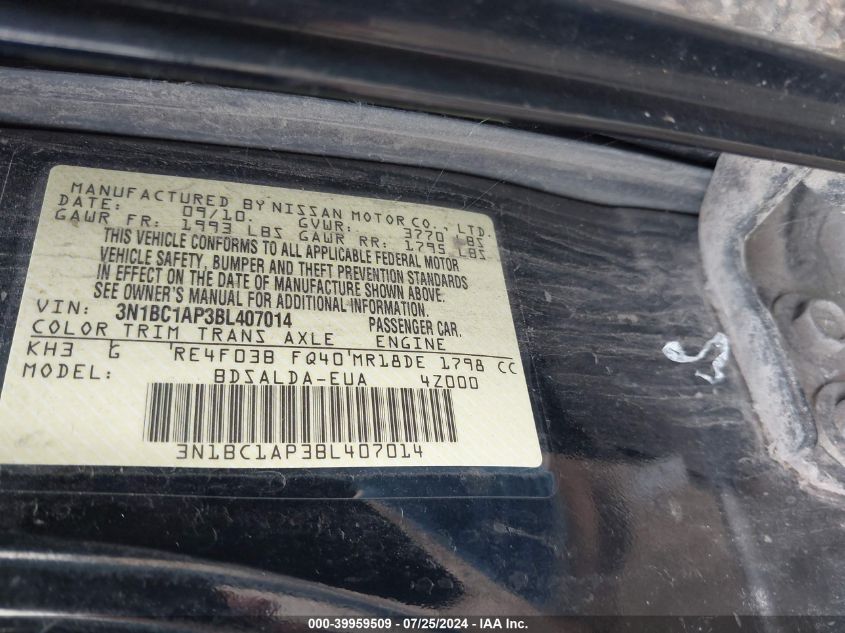 MANUFACTURED BY NISSAN MOTOR CO., LTD.
DATE: 09/10. GVWR: 3770 LBS
GAWR FR: 1993 LBS GAWR RR: 1795 LBS
THIS VEHICLE CONFORMS TO ALL APPLICABLE FEDERAL MOTOR
VEHICLE SAFETY, BUMPER AND THEFT PREVENTION STANDARDS
IN EFFECT ON THE DATE OF MANUFACTURE SHOWN ABOVE.
SEE OWNER'S MANUAL FOR ADDITIONAL INFORMATION.
VIN: 3N1BC1AP3BL407014 PASSENGER CAR.
COLOR TRIM TRANS AXLE ENGINE
KH3 G RE4F03B FQ40 MR18DE 1798 CC
MODEL: BDSALDA-EUA 4Z000
3N1BC1AP3BL407014
000-39959509 - 07/25/2024 - IAA Inc.